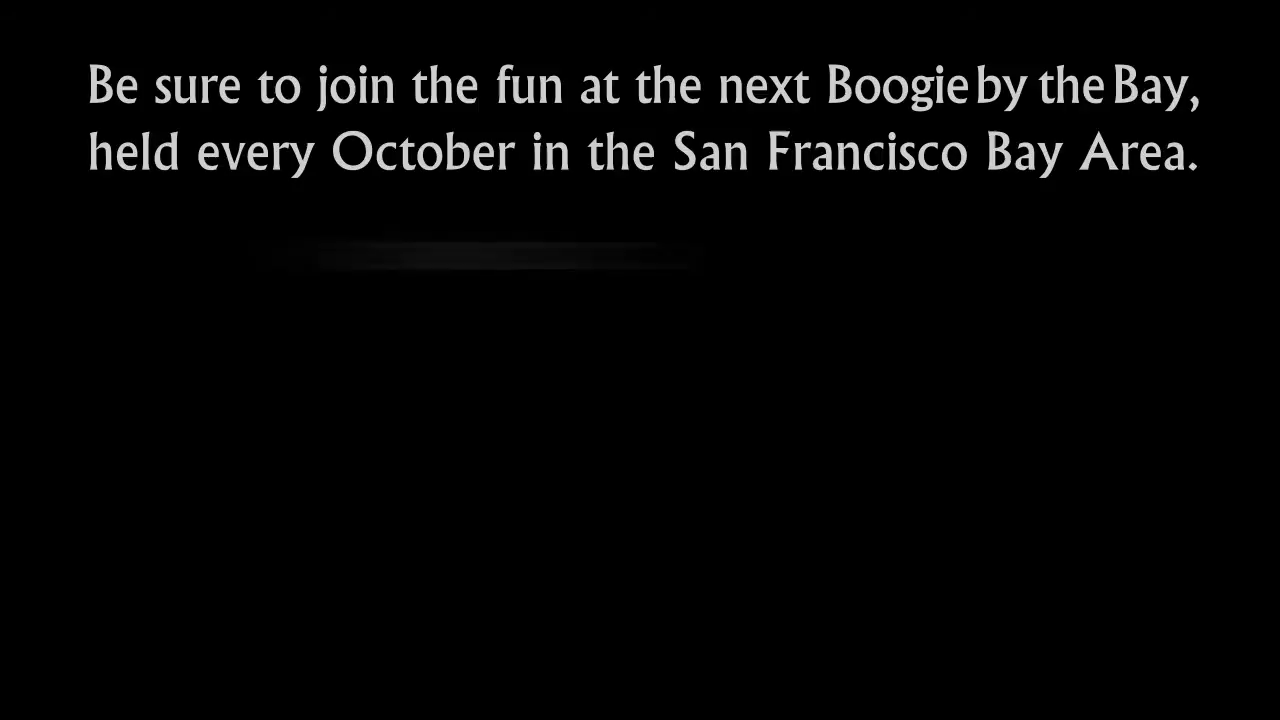 Be sure to join the fun at the next Boogie by the Bay,
held every October in the San Francisco Bay Area.